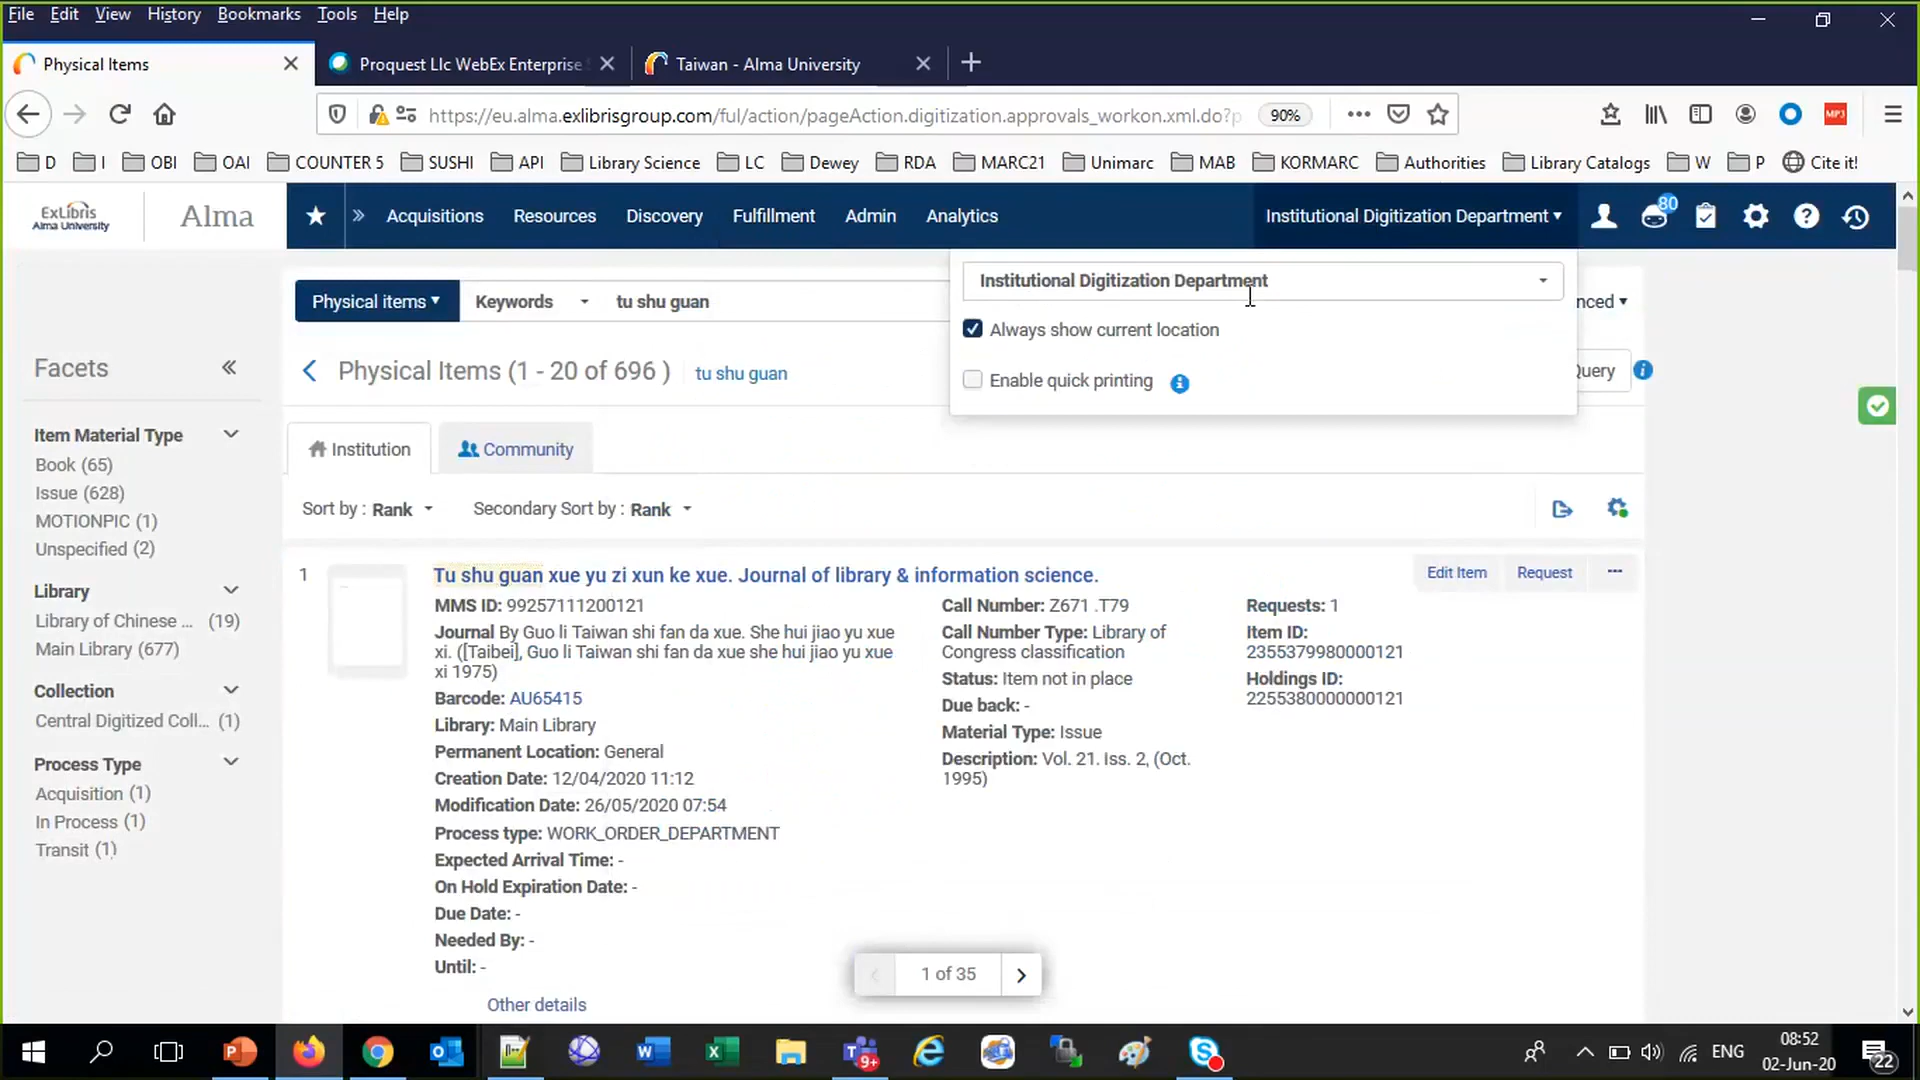 File Edit View History Bookmarks Tools Help
Physical Items
Proquest Llc WebEx Enterprise
Taiwan - Alma University
https://eu.alma.exlibrisgroup.com/ful/action/pageAction.digitization.approvals_workon.xml.do?p
90%
MP3
D
I
OBI
OAI
COUNTER 5
SUSHI
API
Library Science
LC
Dewey
RDA
MARC21
Unimarc
MAB
KORMARC
Authorities
Library Catalogs
W
P
Cite it!
ExLibris
Alma University
Alma
Acquisitions
Resources
Discovery
Fulfillment
Admin
Analytics
Institutional Digitization Department
80
Institutional Digitization Department
Always show current location
Enable quick printing
Physical items
Keywords
tu shu guan
nced
Facets
Physical Items (1 - 20 of 696 )
tu shu guan
Query
Item Material Type
Book (65)
Issue (628)
MOTIONPIC (1)
Unspecified (2)
Library
Library of Chinese ... (19)
Main Library (677)
Collection
Central Digitized Coll... (1)
Process Type
Acquisition (1)
In Process (1)
Transit (1)
Institution
Community
Sort by : Rank
Secondary Sort by : Rank
1
Tu shu guan xue yu zi xun ke xue. Journal of library & information science.
Edit Item
Request
MMS ID: 99257111200121
Journal By Guo li Taiwan shi fan da xue. She hui jiao yu xue
xi. ([Taibei], Guo li Taiwan shi fan da xue she hui jiao yu xue
xi 1975)
Barcode: AU65415
Library: Main Library
Permanent Location: General
Creation Date: 12/04/2020 11:12
Modification Date: 26/05/2020 07:54
Process type: WORK_ORDER_DEPARTMENT
Expected Arrival Time: -
On Hold Expiration Date: -
Due Date: -
Needed By: -
Until: -
Other details
Call Number: Z671 .T79
Call Number Type: Library of
Congress classification
Status: Item not in place
Due back: -
Material Type: Issue
Description: Vol. 21. Iss. 2, (Oct.
1995)
Requests: 1
Item ID:
2355379980000121
Holdings ID:
2255380000000121
1 of 35
9+
ENG
08:52
02-Jun-20
22